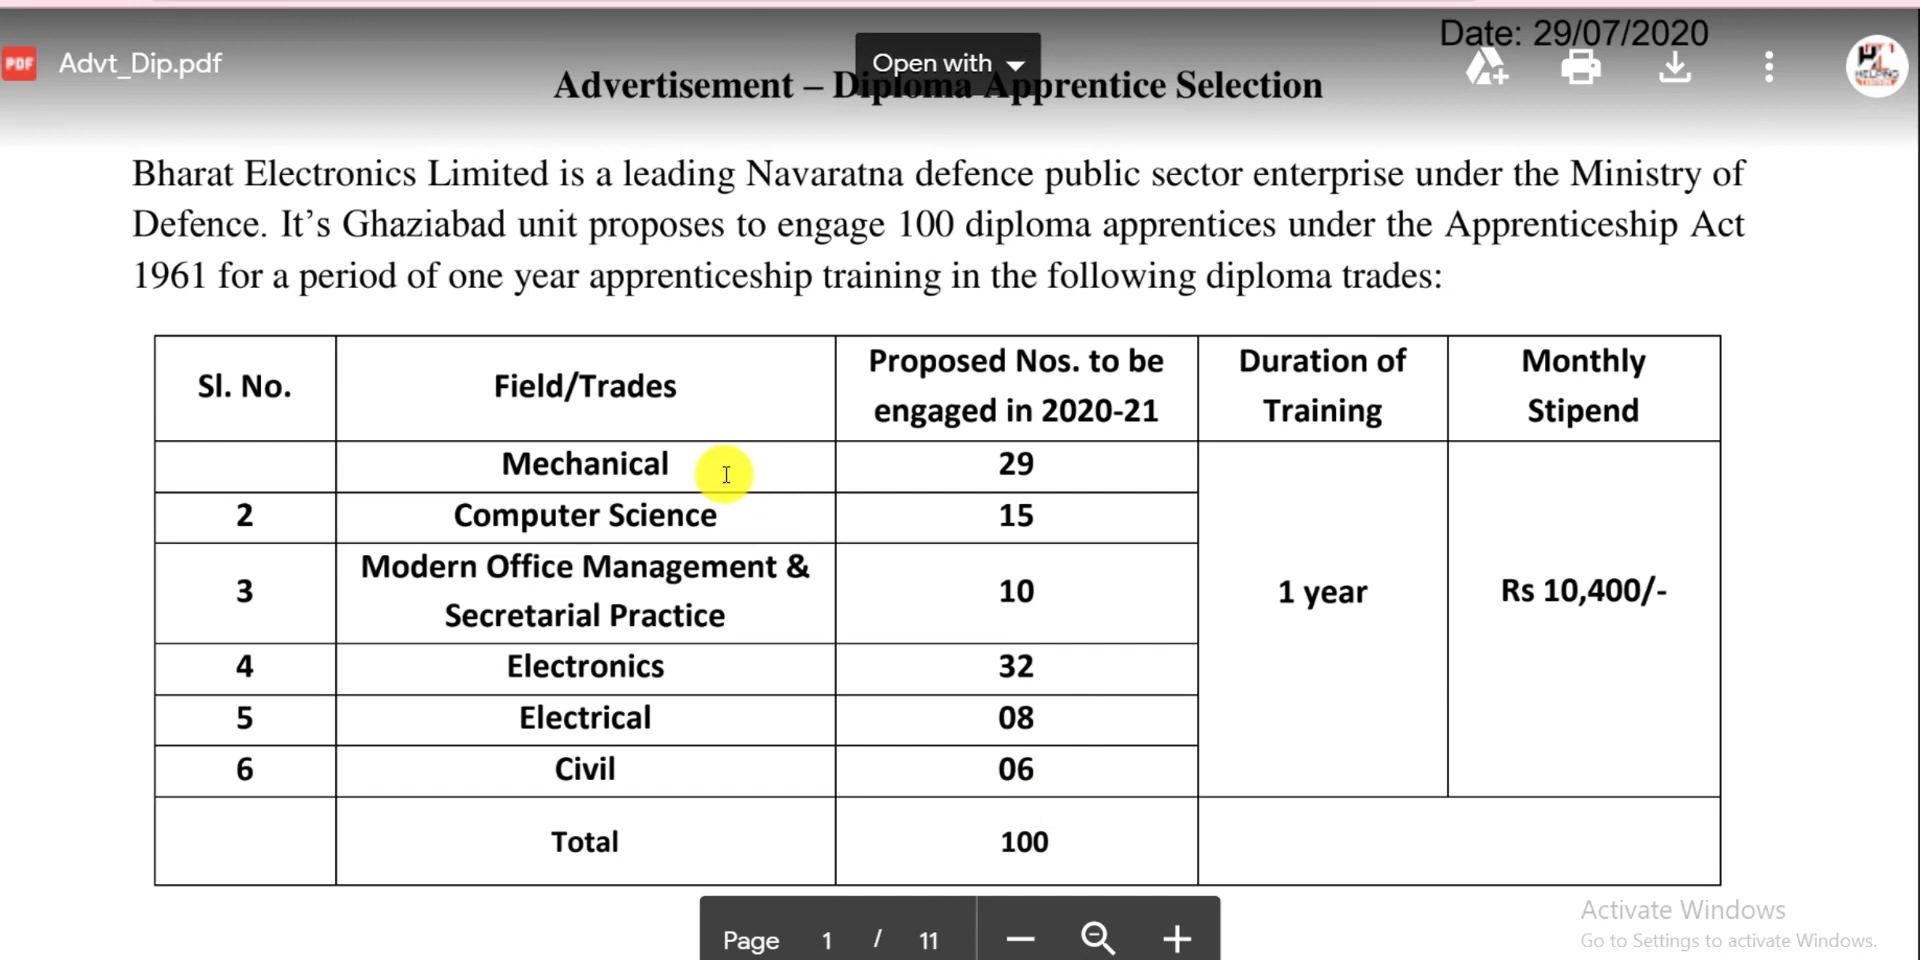 Date: 29/07/2020
PDF Advt_Dip.pdf
Open with
Advertisement – Diploma Apprentice Selection
Bharat Electronics Limited is a leading Navaratna defence public sector enterprise under the Ministry of
Defence. It’s Ghaziabad unit proposes to engage 100 diploma apprentices under the Apprenticeship Act
1961 for a period of one year apprenticeship training in the following diploma trades:
Sl. No. Field/Trades Proposed Nos. to be engaged in 2020-21 Duration of Training Monthly Stipend
Mechanical 29
2 Computer Science 15
3 Modern Office Management & Secretarial Practice 10 1 year Rs 10,400/-
4 Electronics 32
5 Electrical 08
6 Civil 06
Total 100
Page 1 / 11
Activate Windows
Go to Settings to activate Windows.